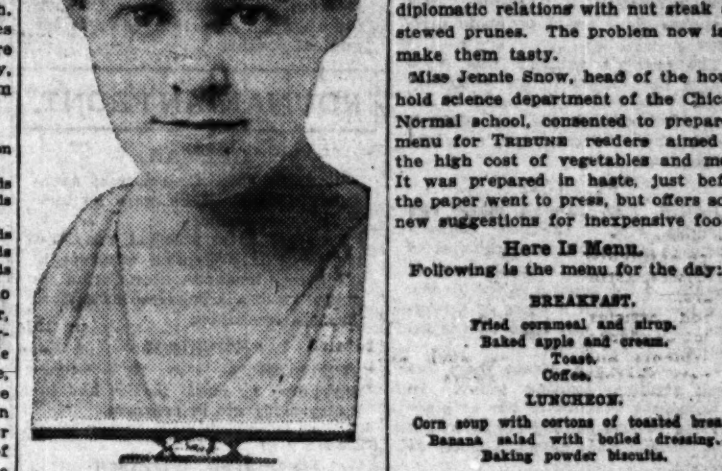 diplomatic relations with nut steak
stewed prunes. The problem now is
make them tasty.
Miss Jennie Snow, head of the hou
hold science department of the Chic
Normal school, consented to prepar
menu for TRIBUNE readers aimed
the high cost of vegetables and me
It was prepared in haste, just bef
the paper went to press, but offers so
new suggestions for inexpensive foo
Here Is Menu.
Following is the menu for the day:
BREAKFAST.
Fried cornmeal and sirup.
Baked apple and cream.
Toast.
Coffee.
LUNCHEON.
Corn soup with cortons of toasted brea
Banana salad with boiled dressing.
Baking powder biscuits.